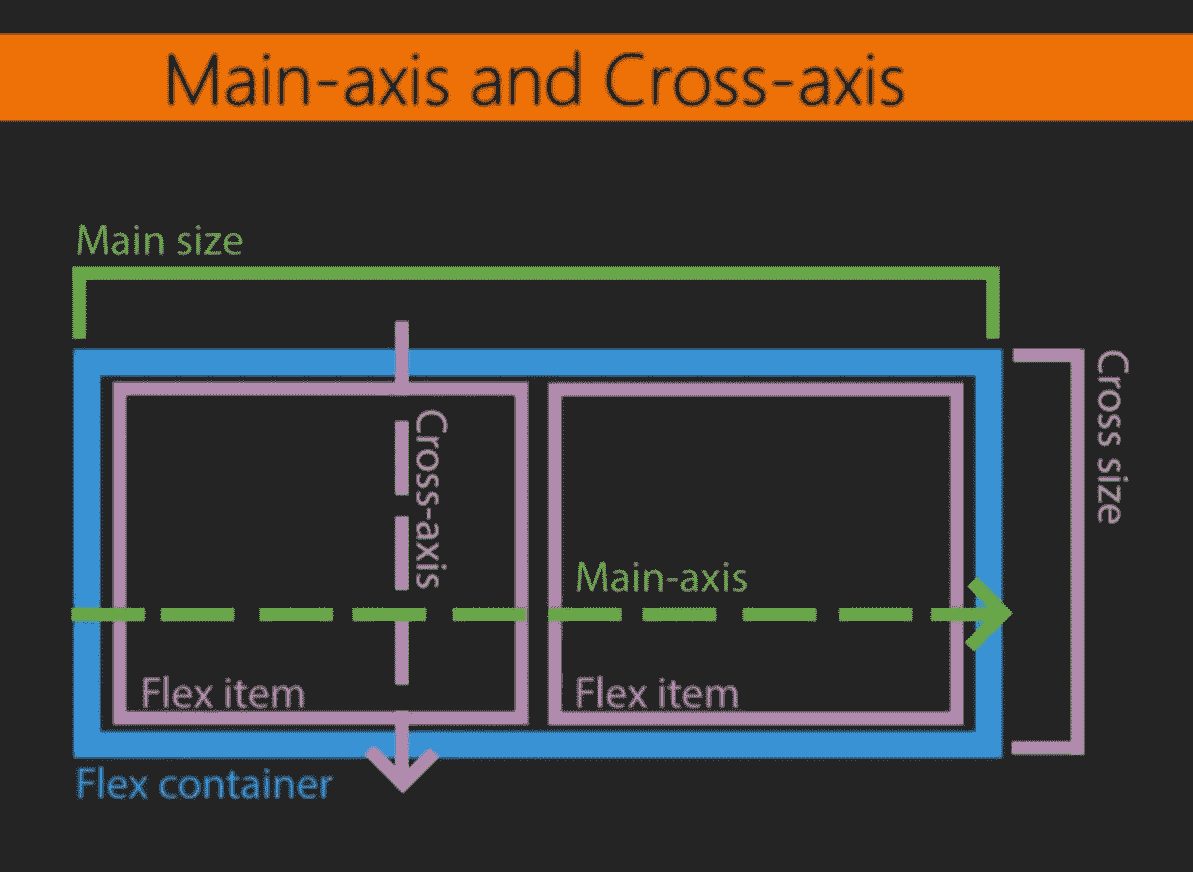 Main-axis and Cross-axis
Main size
Cross size
Cross-axis
Main-axis
Flex item
Flex item
Flex container